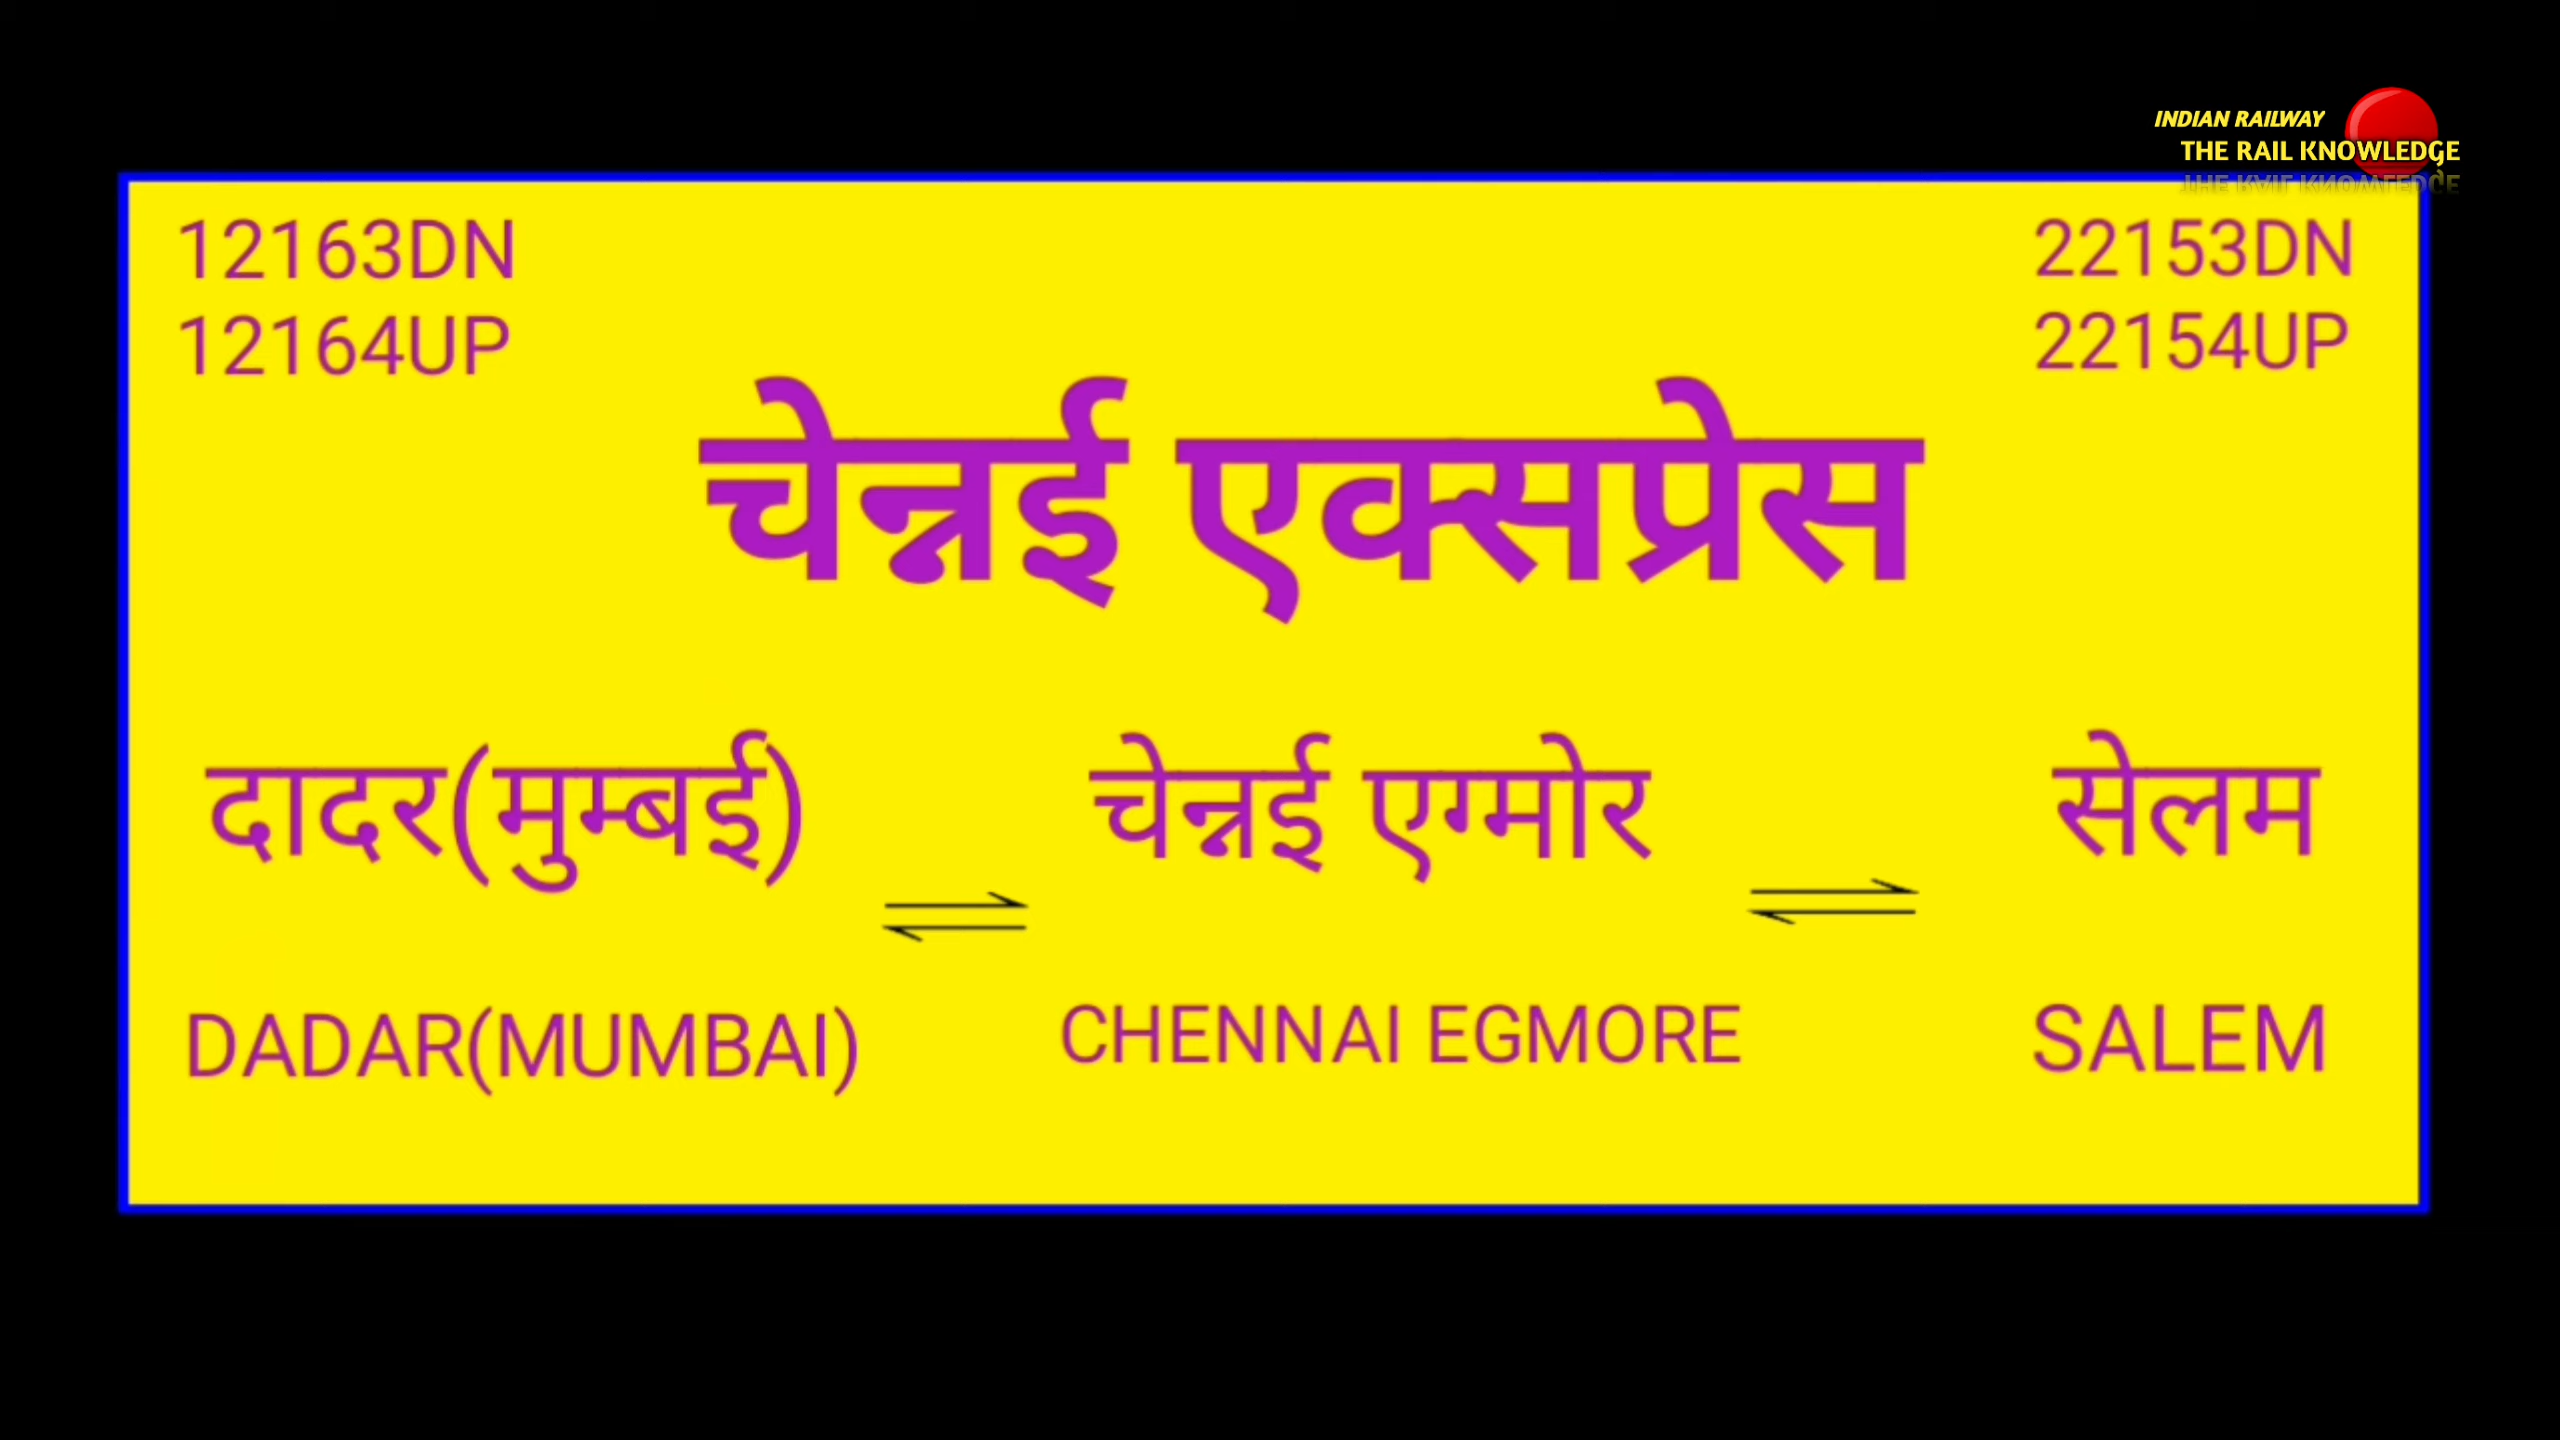 INDIAN RAILWAY
THE RAIL KNOWLEDGE
12163DN
22153DN
12164UP
22154UP
चेन्नई एक्सप्रेस
दादर(मुम्बई)
चेन्नई एग्मोर
सेलम
DADAR(MUMBAI)
CHENNAI EGMORE
SALEM